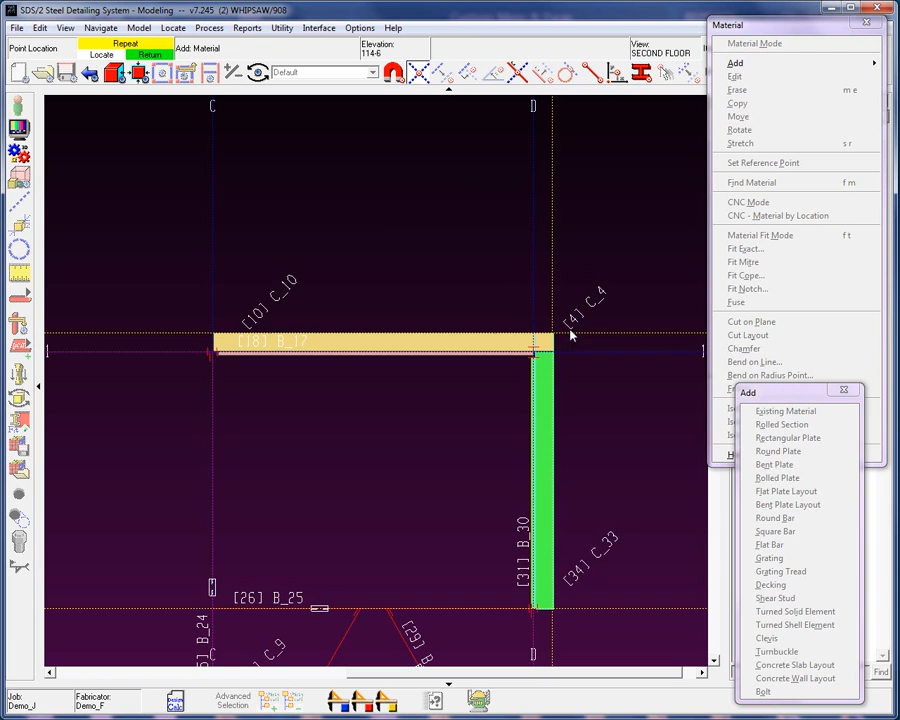 SDS/2 Steel Detailing System - Modeling -- v7.245 (2) WHIPSAW/908
File Edit View Navigate Model Locate Process Reports Utility Interface Options Help
Point Location
Repeat
Locate
Return
Add: Material
Elevation:
114-6
View:
SECOND FLOOR
Default
Material
Material Mode
Add
Edit
Erase m e
Copy
Move
Rotate
Stretch s r
Set Reference Point
Find Material f m
CNC Mode
CNC - Material by Location
Material Fit Mode f t
Fit Exact...
Fit Mitre
Fit Cope...
Fit Notch...
Fuse
Cut on Plane
Cut Layout
Chamfer
Bend on Line...
Bend on Radius Point...
Add
Existing Material
Rolled Section
Rectangular Plate
Round Plate
Bent Plate
Rolled Plate
Flat Plate Layout
Bent Plate Layout
Round Bar
Square Bar
Flat Bar
Grating
Grating Tread
Decking
Shear Stud
Turned Solid Element
Turned Shell Element
Clevis
Turnbuckle
Concrete Slab Layout
Concrete Wall Layout
Bolt
C
D
[10] C_10
[4] C_4
[18] B_17
1
1
[31] B_30
[34] C_33
[26] B_25
] B_24
C_9
[29] B
C
D
Find
Job:
Demo_J
Fabricator:
Demo_F
Design
Calc
Advanced
Selection